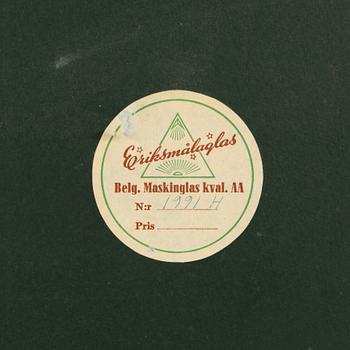 Eriksmålaglas
Belg. Maskinglas kval. AA
N:r 1991 H
Pris